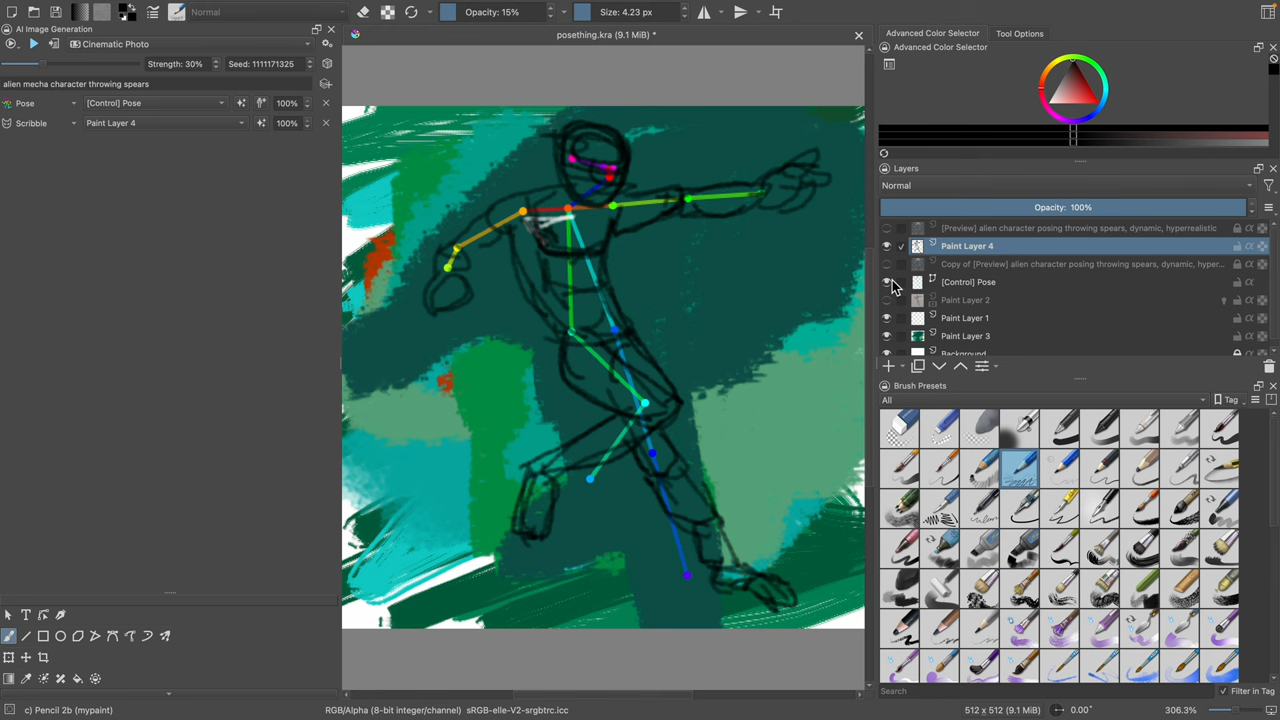 Normal
Opacity: 15%
Size: 4.23 px
AI Image Generation
posething.kra (9.1 MiB) *
Advanced Color Selector
Tool Options
Cinematic Photo
Advanced Color Selector
Strength: 30%
Seed: 1111171325
alien mecha character throwing spears
Pose
[Control] Pose
100%
Scribble
Paint Layer 4
100%
Layers
Normal
Opacity: 100%
[Preview] alien character posing throwing spears, dynamic, hyperrealistic
Paint Layer 4
Copy of [Preview] alien character posing throwing spears, dynamic, hyper...
[Control] Pose
Paint Layer 2
Paint Layer 1
Paint Layer 3
Background
Brush Presets
All
Tag
Search
Filter in Tag
c) Pencil 2b (mypaint)
RGB/Alpha (8-bit integer/channel) sRGB-elle-V2-srgbtrc.icc
512 x 512 (9.1 MiB)
0.00°
306.3%